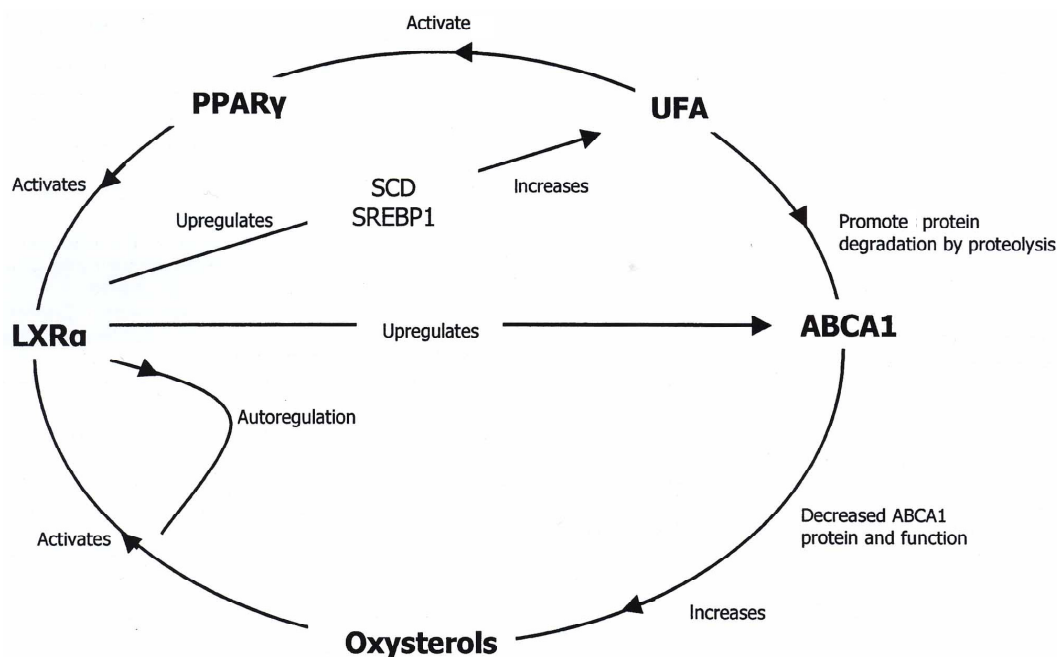 Activate
PPARγ
UFA
Activates
SCD
SREBP1
Increases
Upregulates
Promote protein
degradation by proteolysis
LXRα
Upregulates
ABCA1
Autoregulation
Decreased ABCA1
protein and function
Activates
Increases
Oxysterols